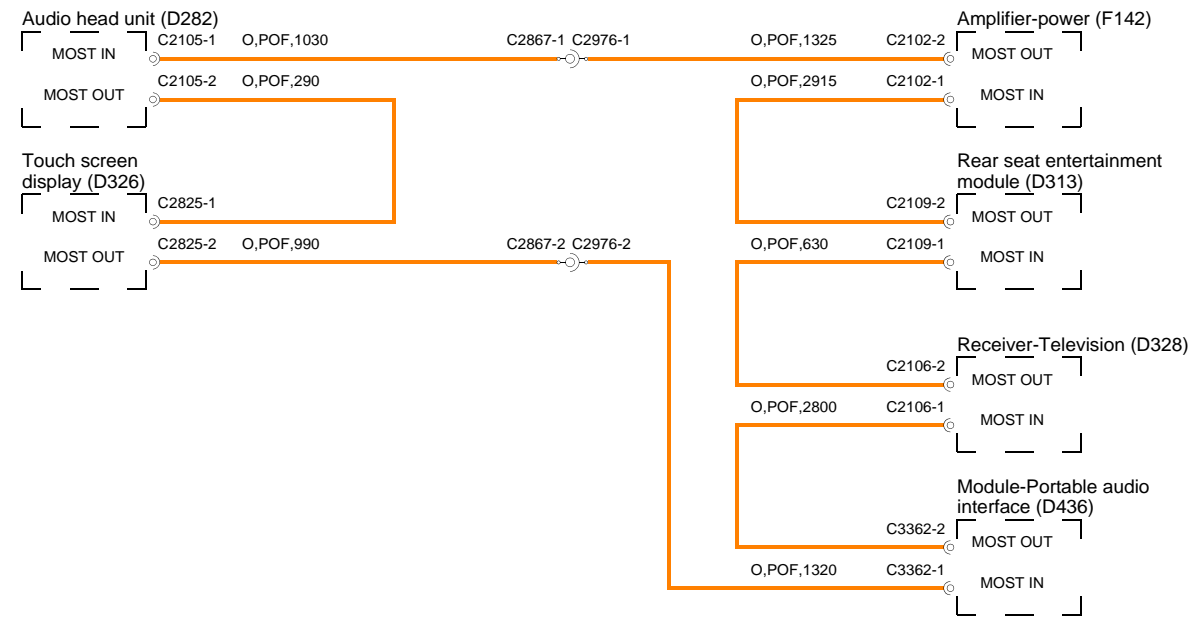 Audio head unit (D282)
Amplifier-power (F142)
C2105-1 O,POF,1030 C2867-1 C2976-1 O,POF,1325 C2102-2
MOST IN MOST OUT
C2105-2 O,POF,290 O,POF,2915 C2102-1
MOST OUT MOST IN
Touch screen
display (D326)
Rear seat entertainment
module (D313)
C2825-1 C2109-2
MOST IN MOST OUT
C2825-2 O,POF,990 C2867-2 C2976-2 O,POF,630 C2109-1
MOST OUT MOST IN
Receiver-Television (D328)
C2106-2
MOST OUT
O,POF,2800 C2106-1
MOST IN
Module-Portable audio
interface (D436)
C3362-2
MOST OUT
O,POF,1320 C3362-1
MOST IN